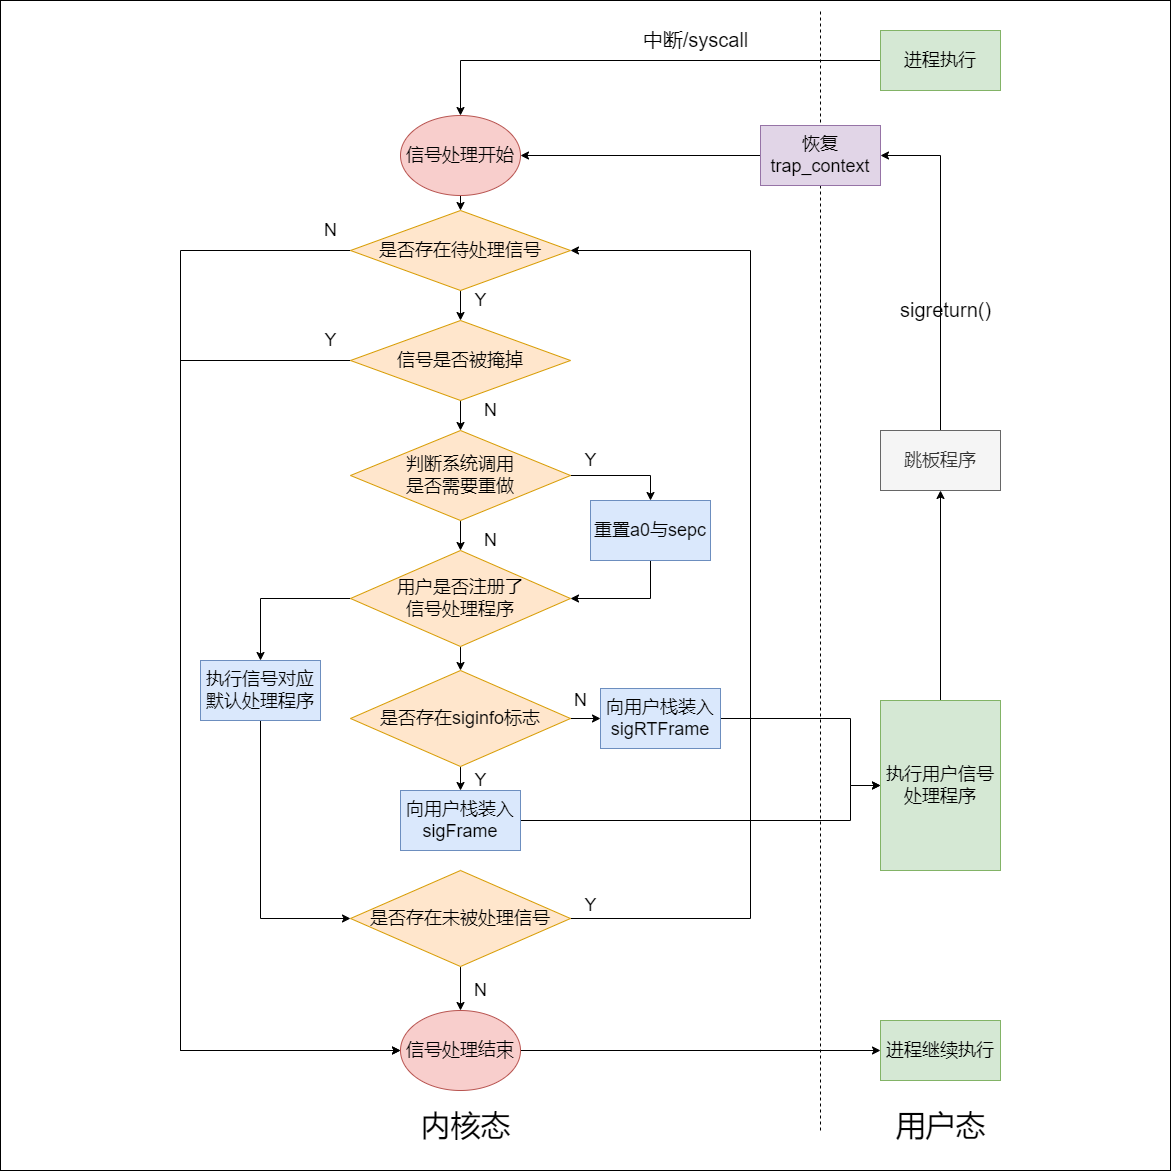 中断/syscall
进程执行
恢复
trap_context
信号处理开始
N
是否存在待处理信号
Y
sigreturn()
Y
信号是否被掩掉
N
判断系统调用
是否需要重做
Y
跳板程序
重置a0与sepc
N
用户是否注册了
信号处理程序
执行信号对应
默认处理程序
是否存在siginfo标志
N
向用户栈装入
sigRTFrame
Y
执行用户信号
处理程序
向用户栈装入
sigFrame
是否存在未被处理信号
Y
N
信号处理结束
进程继续执行
内核态
用户态